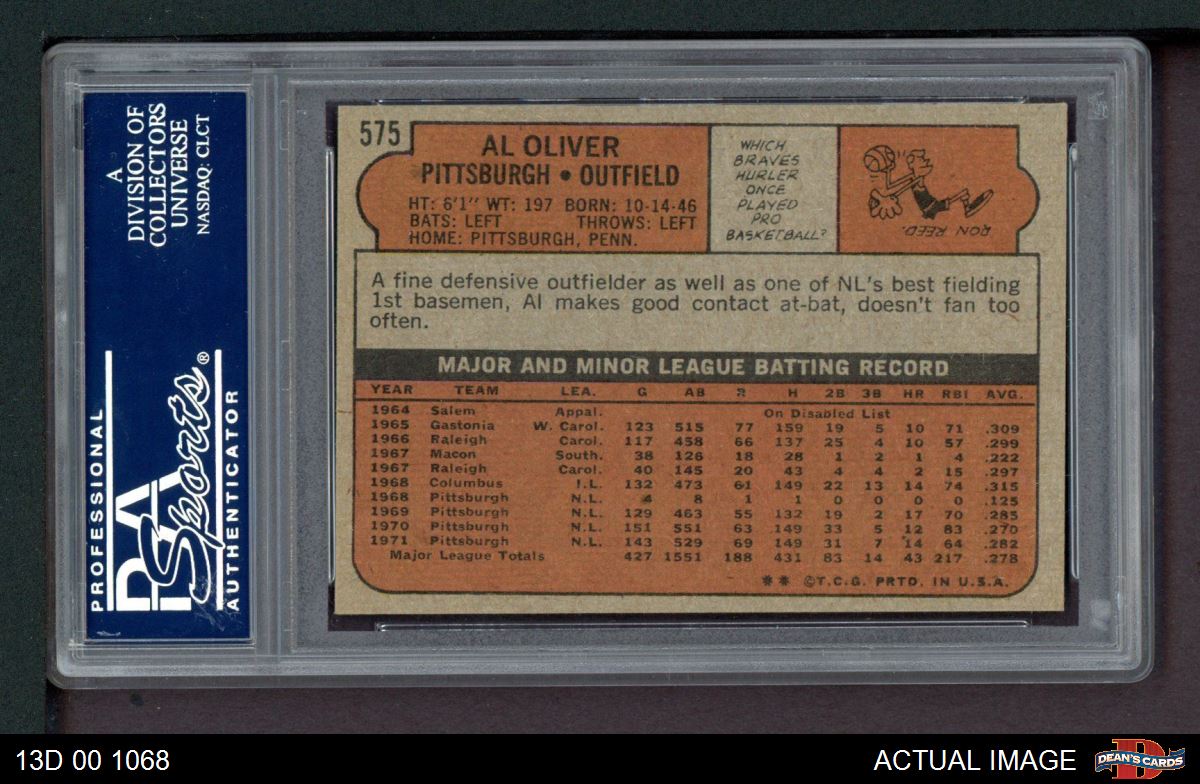 A
DIVISION OF
COLLECTORS
UNIVERSE
NASDAQ: CLCT
PROFESSIONAL
PSA
Sports®
AUTHENTICATOR
575
AL OLIVER
PITTSBURGH • OUTFIELD
HT: 6'1" WT: 197 BORN: 10-14-46
BATS: LEFT THROWS: LEFT
HOME: PITTSBURGH, PENN.
WHICH
BRAVES
HURLER
ONCE
PLAYED
PRO
BASKETBALL?
RON REED.
A fine defensive outfielder as well as one of NL's best fielding
1st basemen, Al makes good contact at-bat, doesn't fan too
often.
MAJOR AND MINOR LEAGUE BATTING RECORD
YEAR TEAM LEA. G AB R H 2B 3B HR RBI AVG.
1964 Salem Appal. On Disabled List
1965 Gastonia W. Carol. 123 515 77 159 19 5 10 71 .309
1966 Raleigh Carol. 117 458 66 137 25 4 10 57 .299
1967 Macon South. 38 126 18 28 1 2 1 4 .222
1967 Raleigh Carol. 40 145 20 43 4 4 2 15 .297
1968 Columbus I.L. 132 473 61 149 22 13 14 74 .315
1968 Pittsburgh N.L. 4 8 1 1 0 0 0 0 .125
1969 Pittsburgh N.L. 129 463 55 132 19 2 17 70 .285
1970 Pittsburgh N.L. 151 551 63 149 33 5 12 83 .270
1971 Pittsburgh N.L. 143 529 69 149 31 7 14 64 .282
Major League Totals 427 1551 188 431 83 14 43 217 .278
** ©T.C.G. PRTD. IN U.S.A.
13D 00 1068
ACTUAL IMAGE
D
DEAN'S CARDS